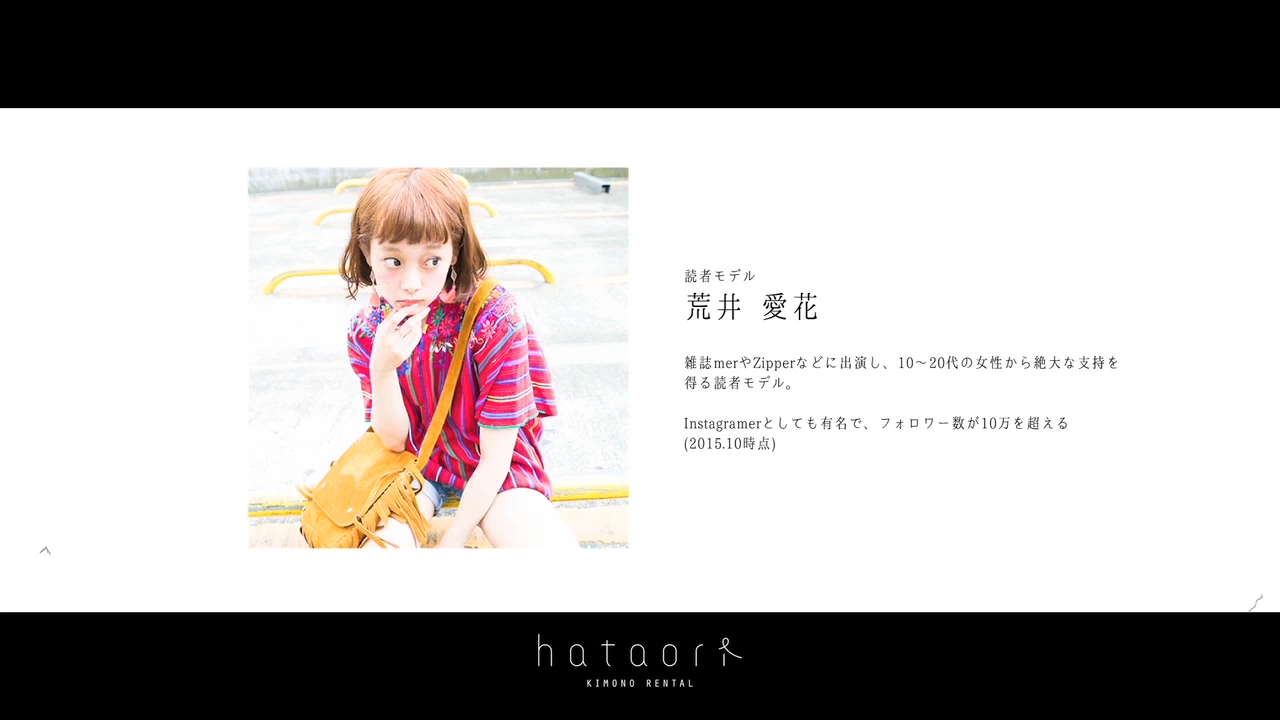 読者モデル
荒井 愛花
雑誌merやZipperなどに出演し、10〜20代の女性から絶大な支持を
得る読者モデル。
Instagramerとしても有名で、フォロワー数が10万を超える
(2015.10時点)
hataori
KIMONO RENTAL